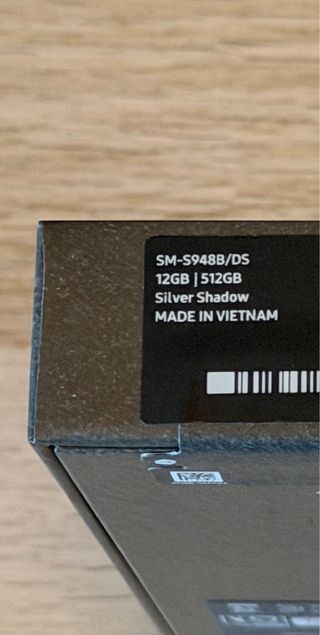 SM-S948B/DS
12GB | 512GB
Silver Shadow
MADE IN VIETNAM